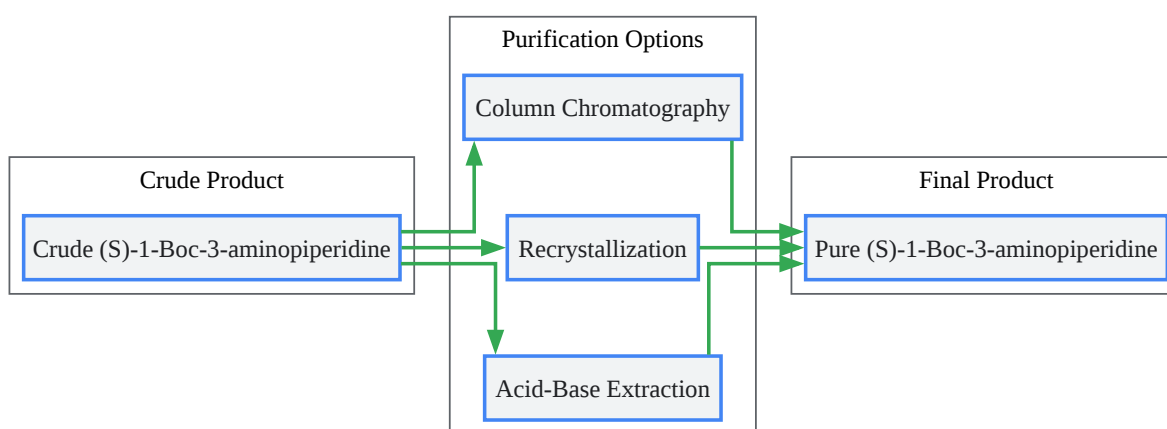 Purification Options
Column Chromatography
Crude Product
Crude (S)-1-Boc-3-aminopiperidine
Recrystallization
Acid-Base Extraction
Final Product
Pure (S)-1-Boc-3-aminopiperidine